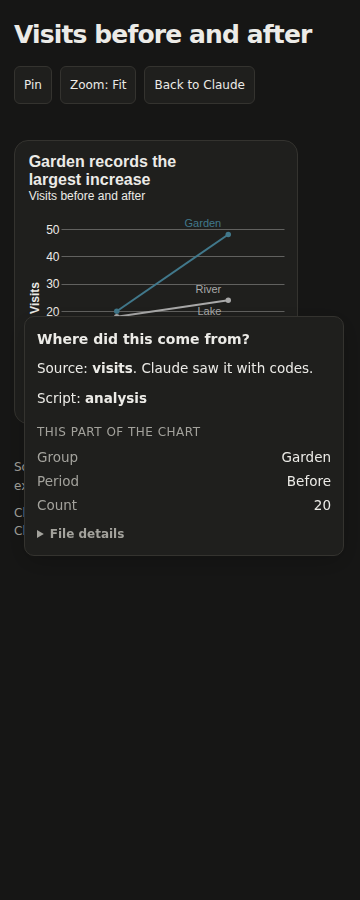 Visits before and after
Pin
Zoom: Fit
Back to Claude
Garden records the
largest increase
Visits before and after
Garden
50
40
River
30
Visits
Lake
20
Where did this come from?
Source: visits. Claude saw it with codes.
Script: analysis
THIS PART OF THE CHART
Group Garden
Period Before
Count 20
▶ File details